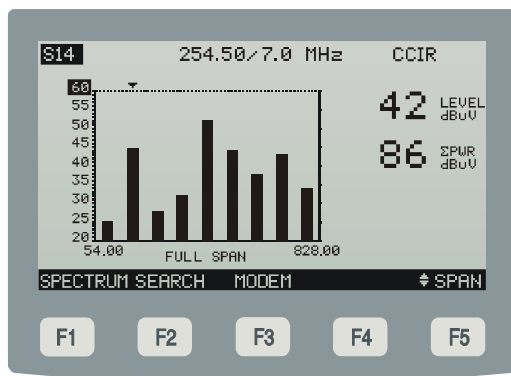 S14 254.50/7.0 MHz CCIR
60
55
50
45
40
35
30
25
20
54.00 FULL SPAN 828.00
42 LEVEL dBuV
86 ΣPWR dBuV
SPECTRUM SEARCH MODEM SPAN
F1 F2 F3 F4 F5